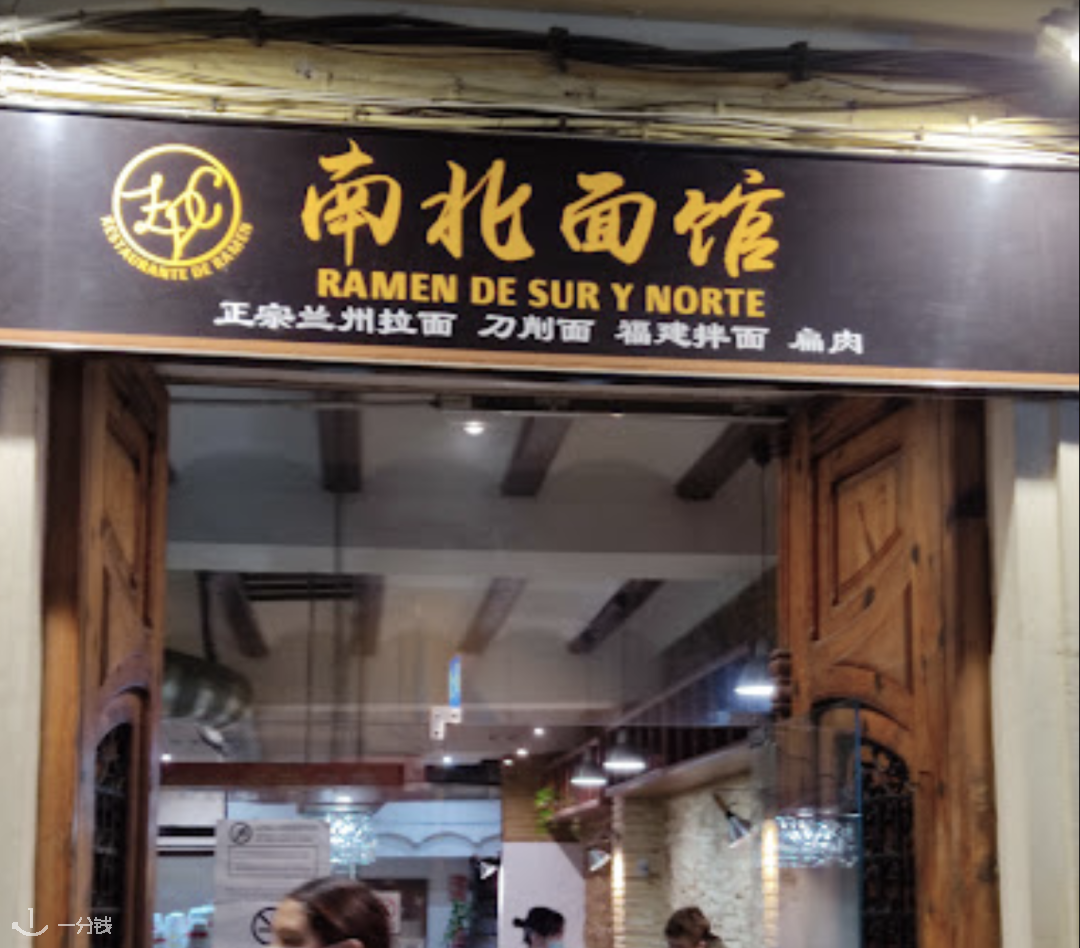 南北面馆
RESTAURANTE DE RAMEN
RAMEN DE SUR Y NORTE
正宗兰州拉面 刀削面 福建拌面 扁肉
一分钱